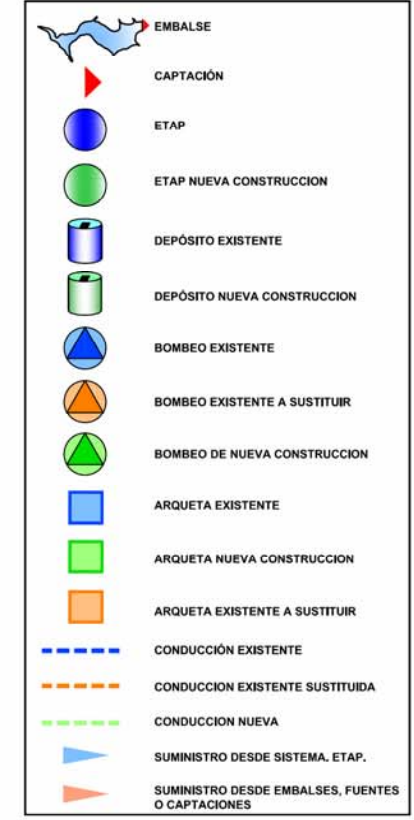 EMBALSE
CAPTACIÓN
ETAP
ETAP NUEVA CONSTRUCCION
DEPÓSITO EXISTENTE
DEPÓSITO NUEVA CONSTRUCCION
BOMBEO EXISTENTE
BOMBEO EXISTENTE A SUSTITUIR
BOMBEO DE NUEVA CONSTRUCCION
ARQUETA EXISTENTE
ARQUETA NUEVA CONSTRUCCION
ARQUETA EXISTENTE A SUSTITUIR
CONDUCCIÓN EXISTENTE
CONDUCCION EXISTENTE SUSTITUIDA
CONDUCCION NUEVA
SUMINISTRO DESDE SISTEMA. ETAP.
SUMINISTRO DESDE EMBALSES, FUENTES
O CAPTACIONES